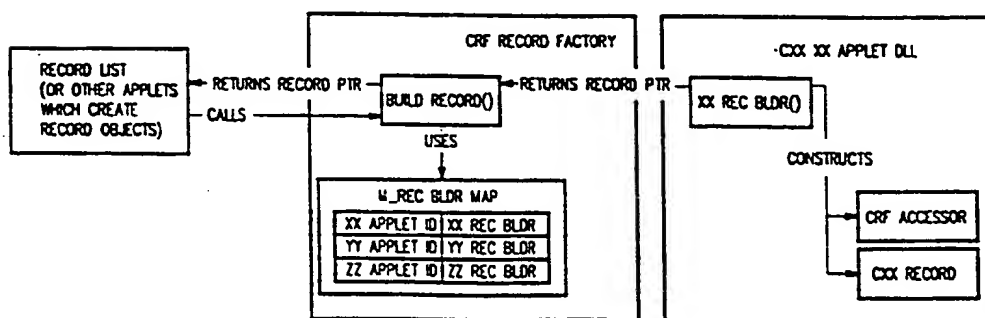 CRF RECORD FACTORY
CXX XX APPLET DLL
RECORD LIST
(OR OTHER APPLETS
WHICH CREATE
RECORD OBJECTS)
RETURNS RECORD PTR
CALLS
BUILD RECORD()
RETURNS RECORD PTR
XX REC BLDR()
USES
CONSTRUCTS
M_REC BLDR MAP
XX APPLET ID XX REC BLDR
YY APPLET ID YY REC BLDR
ZZ APPLET ID ZZ REC BLDR
CRF ACCESSOR
CXX RECORD